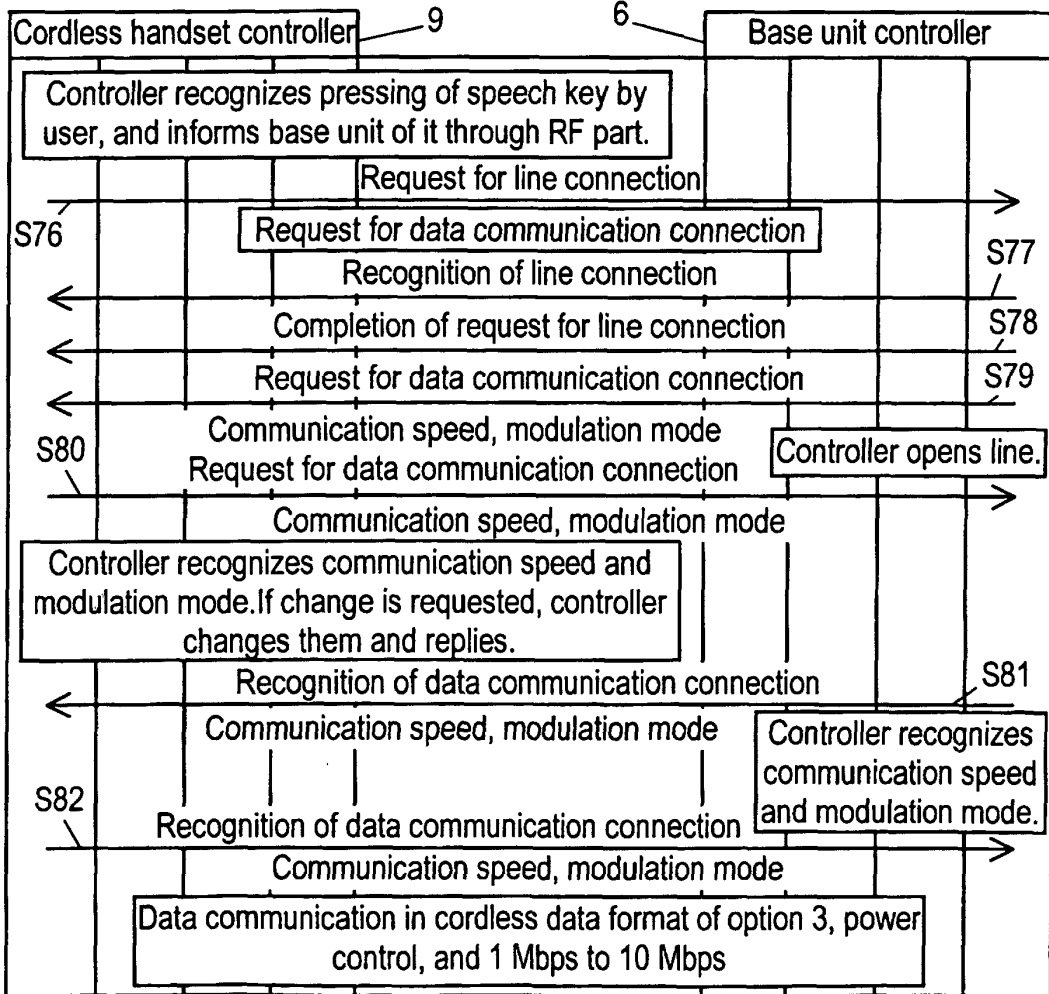 Cordless handset controller
9
6
Base unit controller
Controller recognizes pressing of speech key by
user, and informs base unit of it through RF part.
Request for line connection
S76
Request for data communication connection
S77
Recognition of line connection
Completion of request for line connection
S78
Request for data communication connection
S79
Communication speed, modulation mode
S80
Controller opens line.
Request for data communication connection
Communication speed, modulation mode
Controller recognizes communication speed and
modulation mode.If change is requested, controller
changes them and replies.
Recognition of data communication connection
S81
Communication speed, modulation mode
Controller recognizes
communication speed
and modulation mode.
S82
Recognition of data communication connection
Communication speed, modulation mode
Data communication in cordless data format of option 3, power
control, and 1 Mbps to 10 Mbps